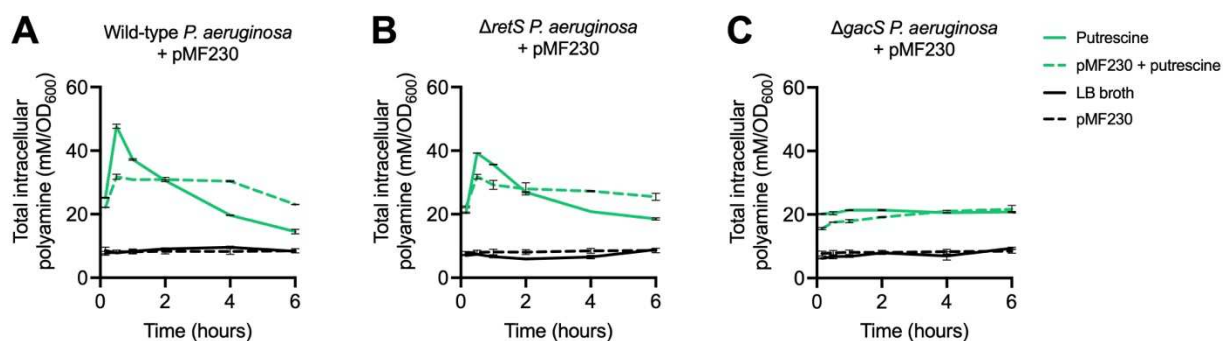 A
Wild-type P. aeruginosa
+ pMF230
Total intracellular
polyamine (mM/OD600)
60
40
20
0
0 2 4 6
Time (hours)
B
ΔretS P. aeruginosa
+ pMF230
Total intracellular
polyamine (mM/OD600)
60
40
20
0
0 2 4 6
Time (hours)
C
ΔgacS P. aeruginosa
+ pMF230
Total intracellular
polyamine (mM/OD600)
60
40
20
0
0 2 4 6
Time (hours)
Putrescine
pMF230 + putrescine
LB broth
pMF230